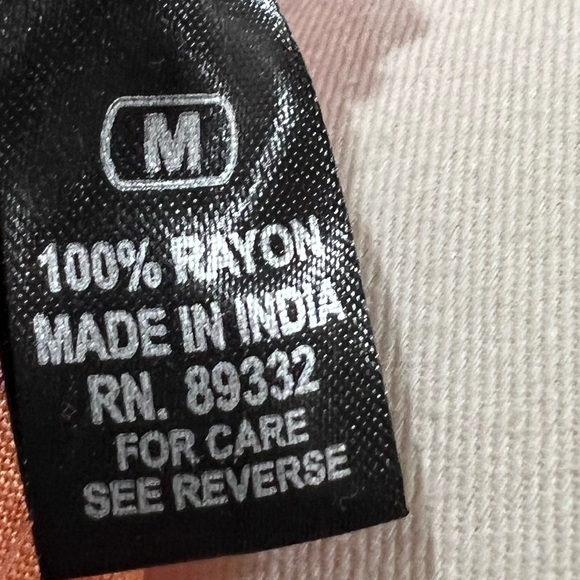 M
100% RAYON
MADE IN INDIA
RN. 89332
FOR CARE
SEE REVERSE